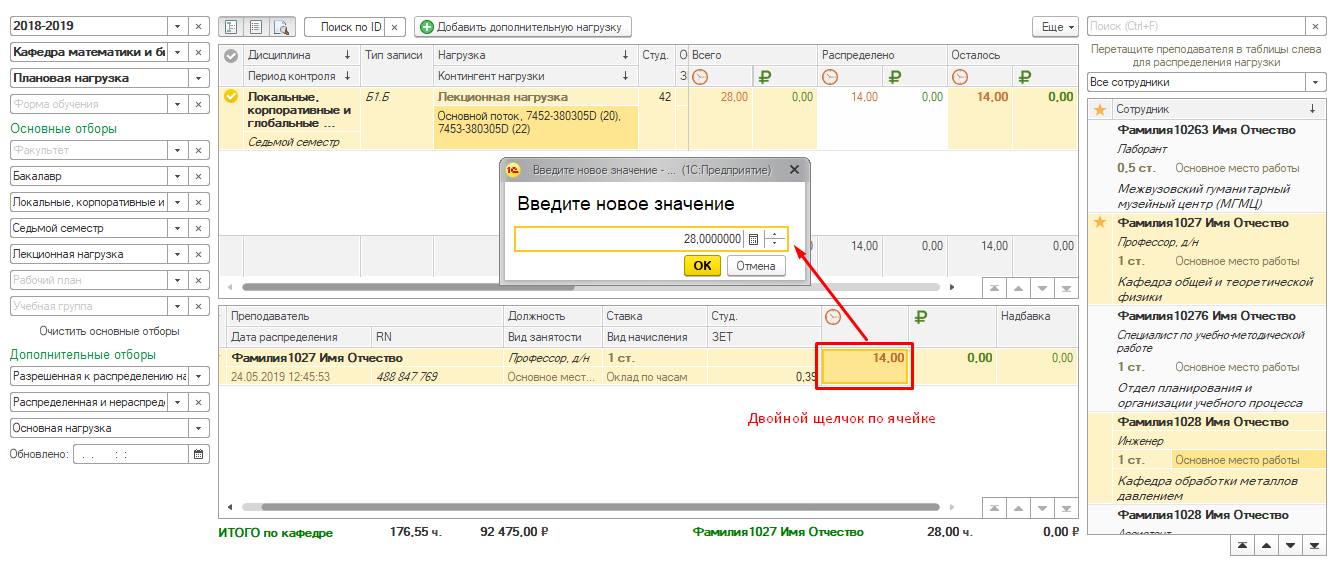 2018-2019
Кафедра математики и би
Плановая нагрузка
Форма обучения
Основные отборы
Факультет
Бакалавр
Локальные, корпоративные и
Седьмой семестр
Лекционная нагрузка
Рабочий план
Учебная группа
Очистить основные отборы
Дополнительные отборы
Разрешенная к распределению на
Распределенная и нераспреде
Основная нагрузка
Обновлено: . . : :
Поиск по ID
Добавить дополнительную нагрузку
Еще
Дисциплина Тип записи Нагрузка Студ. О Всего Распределено Осталось
Период контроля Контингент нагрузки З
Локальные, корпоративные и глобальные ... Б1.Б Лекционная нагрузка 42 28,00 0,00 14,00 0,00 14,00 0,00
Основной поток, 7452-380305D (20),
7453-380305D (22)
Седьмой семестр
Введите новое значение - ... (1С:Предприятие)
Введите новое значение
28,0000000
OK Отмена
14,00 0,00 14,00 0,00
Преподаватель Должность Ставка Студ. Надбавка
Дата распределения RN Вид занятости Вид начисления ЗЕТ
Фамилия1027 Имя Отчество Профессор, д/н 1 ст. 14,00 0,00 0,00
24.05.2019 12:45:53 488 847 769 Основное мест... Оклад по часам 0,39
Двойной щелчок по ячейке
ИТОГО по кафедре 176,55 ч. 92 475,00 ₽ Фамилия1027 Имя Отчество 28,00 ч. 0,00 ₽
Поиск (Ctrl+F)
Перетащите преподавателя в таблицы слева
для распределения нагрузки
Все сотрудники
Сотрудник
Фамилия10263 Имя Отчество
Лаборант
0,5 ст. Основное место работы
Межвузовский гуманитарный
музейный центр (МГМЦ)
Фамилия1027 Имя Отчество
Профессор, д/н
1 ст. Основное место работы
Кафедра общей и теоретической
физики
Фамилия10276 Имя Отчество
Специалист по учебно-методической
работе
1 ст. Основное место работы
Отдел планирования и
организации учебного процесса
Фамилия1028 Имя Отчество
Инженер
1 ст. Основное место работы
Кафедра обработки металлов
давлением
Фамилия1028 Имя Отчество
Ассистент